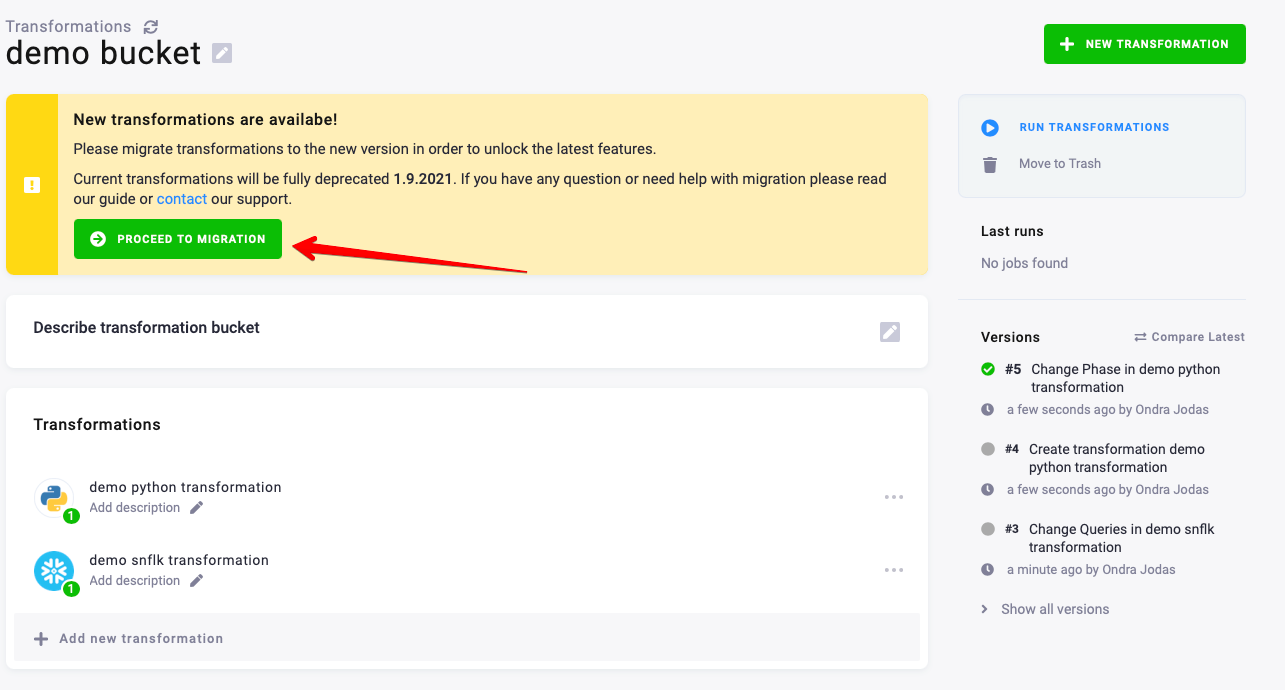 Transformations
demo bucket
NEW TRANSFORMATION
New transformations are availabe!
Please migrate transformations to the new version in order to unlock the latest features.
Current transformations will be fully deprecated 1.9.2021. If you have any question or need help with migration please read
our guide or contact our support.
PROCEED TO MIGRATION
Describe transformation bucket
Transformations
demo python transformation
Add description
1
demo snflk transformation
Add description
1
Add new transformation
RUN TRANSFORMATIONS
Move to Trash
Last runs
No jobs found
Versions
Compare Latest
#5 Change Phase in demo python
transformation
a few seconds ago by Ondra Jodas
#4 Create transformation demo
python transformation
a few seconds ago by Ondra Jodas
#3 Change Queries in demo snflk
transformation
a minute ago by Ondra Jodas
Show all versions